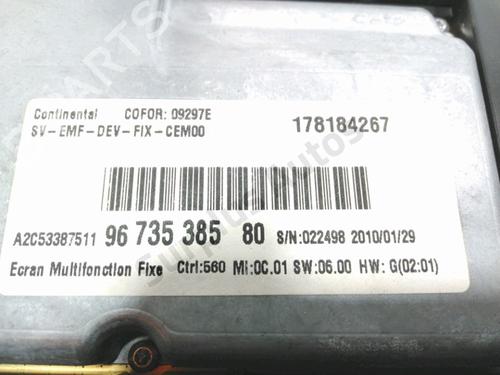 Continental COFOR: 09297E
SV-EMF-DEV-FIX-CEM00
178184267
A2C53387511 96 735 385 80 S/N:022498 2010/01/29
Ecran Multifonction Fixe Ctrl:560 MI:0C.01 SW:06.00 HW: G(02:01)